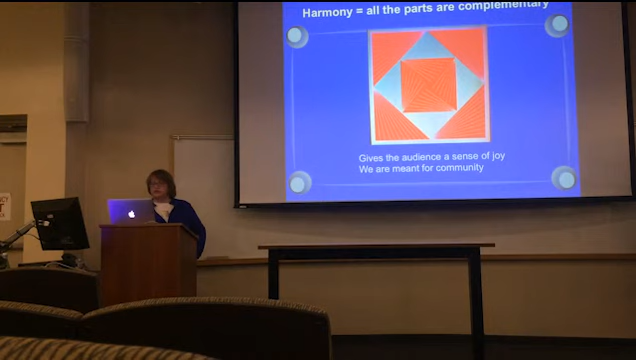 Harmony = all the parts are complementary
Gives the audience a sense of joy
We are meant for community